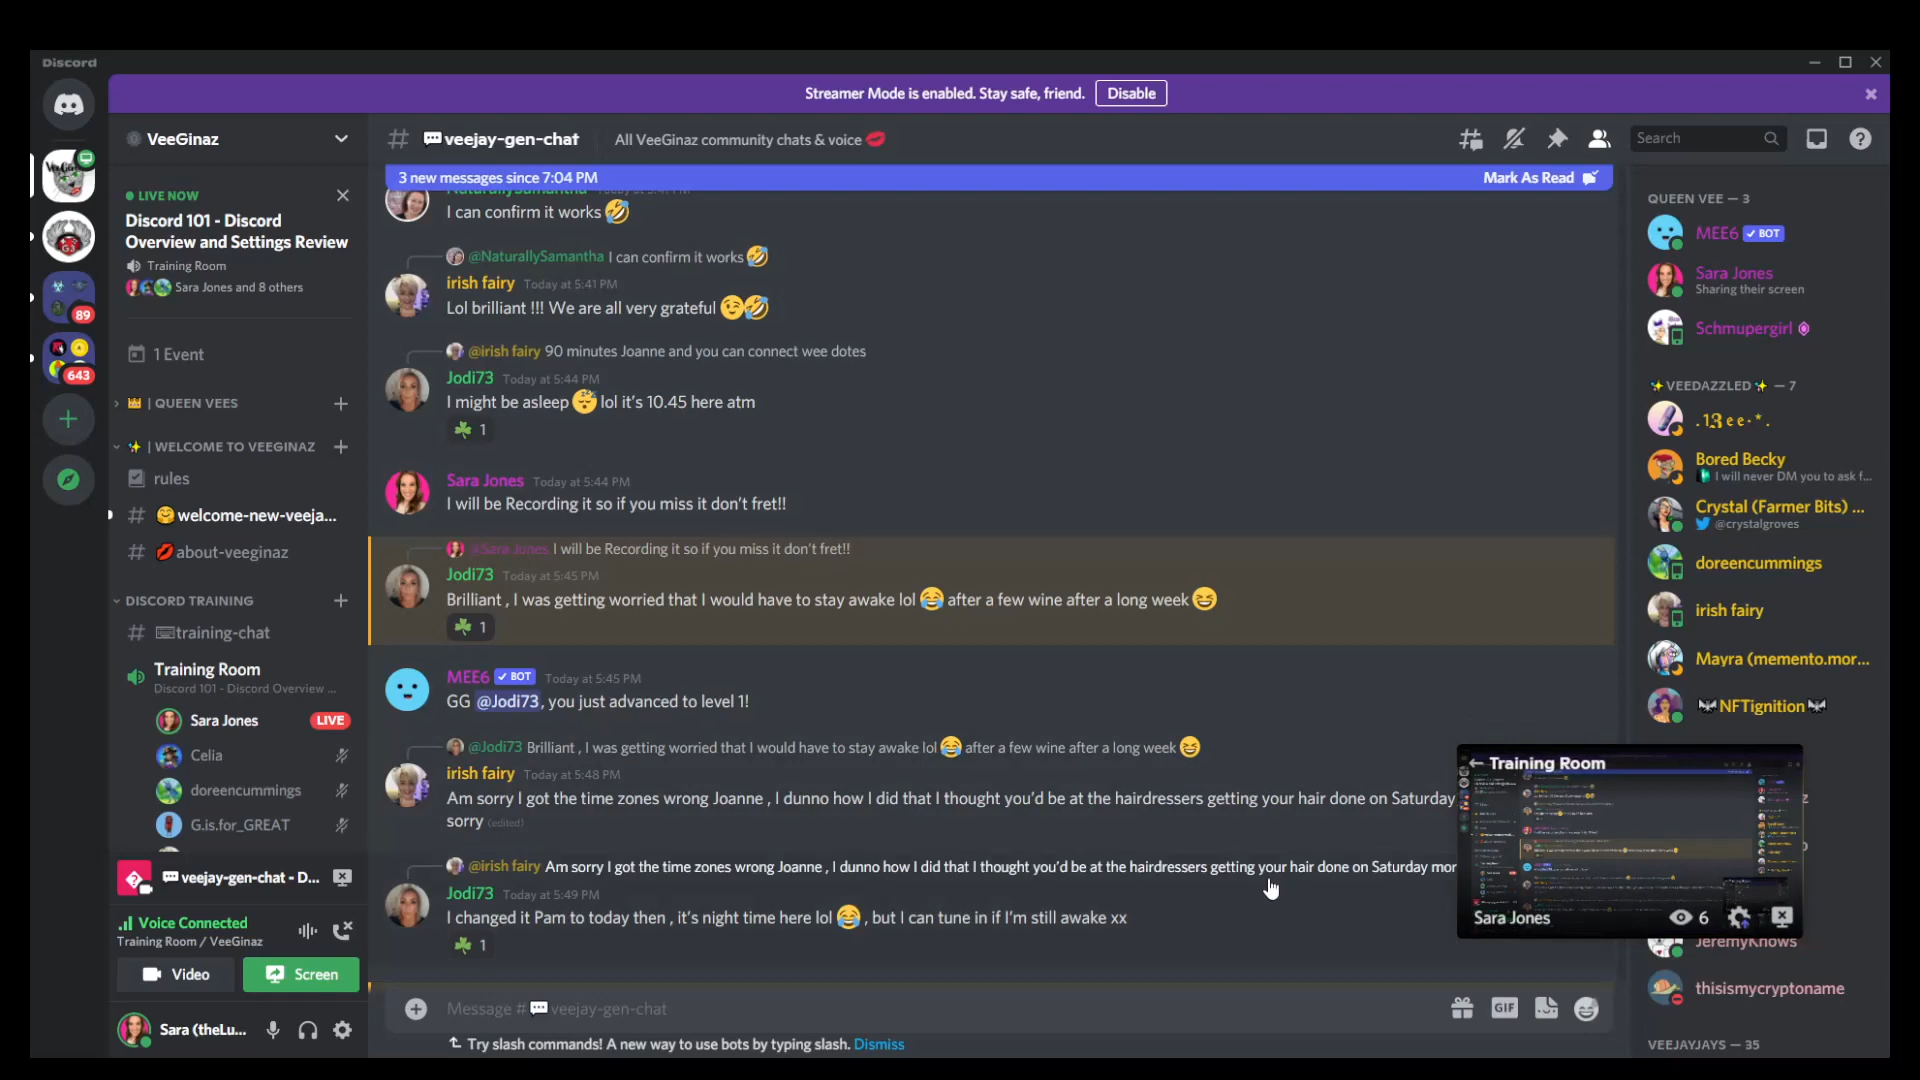 Discord
Streamer Mode is enabled. Stay safe, friend. Disable
VeeGinaz
💬veejay-gen-chat All VeeGinaz community chats & voice 💋
Search
3 new messages since 7:04 PM Mark As Read
LIVE NOW
Discord 101 - Discord
Overview and Settings Review
Training Room
Sara Jones and 8 others
1 Event
89
643
👑 | QUEEN VEES
✨ | WELCOME TO VEEGINAZ
rules
🤗welcome-new-veeja...
💋about-veeginaz
DISCORD TRAINING
⌨training-chat
Training Room
Discord 101 - Discord Overview ...
Sara Jones LIVE
Celia
doreencummings
G.is.for_GREAT
💬veejay-gen-chat - D...
Voice Connected
Training Room / VeeGinaz
Video Screen
Sara (theLu...
NaturallySamantha
I can confirm it works 🤣
@NaturallySamantha I can confirm it works 🤣
irish fairy Today at 5:41 PM
Lol brilliant !!! We are all very grateful 😉🤣
@irish fairy 90 minutes Joanne and you can connect wee dotes
Jodi73 Today at 5:44 PM
I might be asleep 😴 lol it's 10.45 here atm
☘ 1
Sara Jones Today at 5:44 PM
I will be Recording it so if you miss it don't fret!!
@Sara Jones I will be Recording it so if you miss it don't fret!!
Jodi73 Today at 5:45 PM
Brilliant , I was getting worried that I would have to stay awake lol 😂 after a few wine after a long week 😆
☘ 1
MEE6 ✓ BOT Today at 5:45 PM
GG @Jodi73, you just advanced to level 1!
@Jodi73 Brilliant , I was getting worried that I would have to stay awake lol 😂 after a few wine after a long week 😆
irish fairy Today at 5:48 PM
Am sorry I got the time zones wrong Joanne , I dunno how I did that I thought you'd be at the hairdressers getting your hair done on Saturday
sorry (edited)
@irish fairy Am sorry I got the time zones wrong Joanne , I dunno how I did that I thought you'd be at the hairdressers getting your hair done on Saturday mor
Jodi73 Today at 5:49 PM
I changed it Pam to today then , it's night time here lol 😂 , but I can tune in if I'm still awake xx
☘ 1
Message #💬veejay-gen-chat
GIF
Try slash commands! A new way to use bots by typing slash. Dismiss
QUEEN VEE — 3
MEE6 ✓ BOT
Sara Jones
Sharing their screen
Schmupergirl
✨VEEDAZZLED✨ — 7
.13ee·*.
Bored Becky
I will never DM you to ask f...
Crystal (Farmer Bits) ...
@crystalgroves
doreencummings
irish fairy
Mayra (memento.mor...
NFTignition
Training Room
Sara Jones 6
JeremyKnows
thisismycryptoname
VEEJAYJAYS — 35